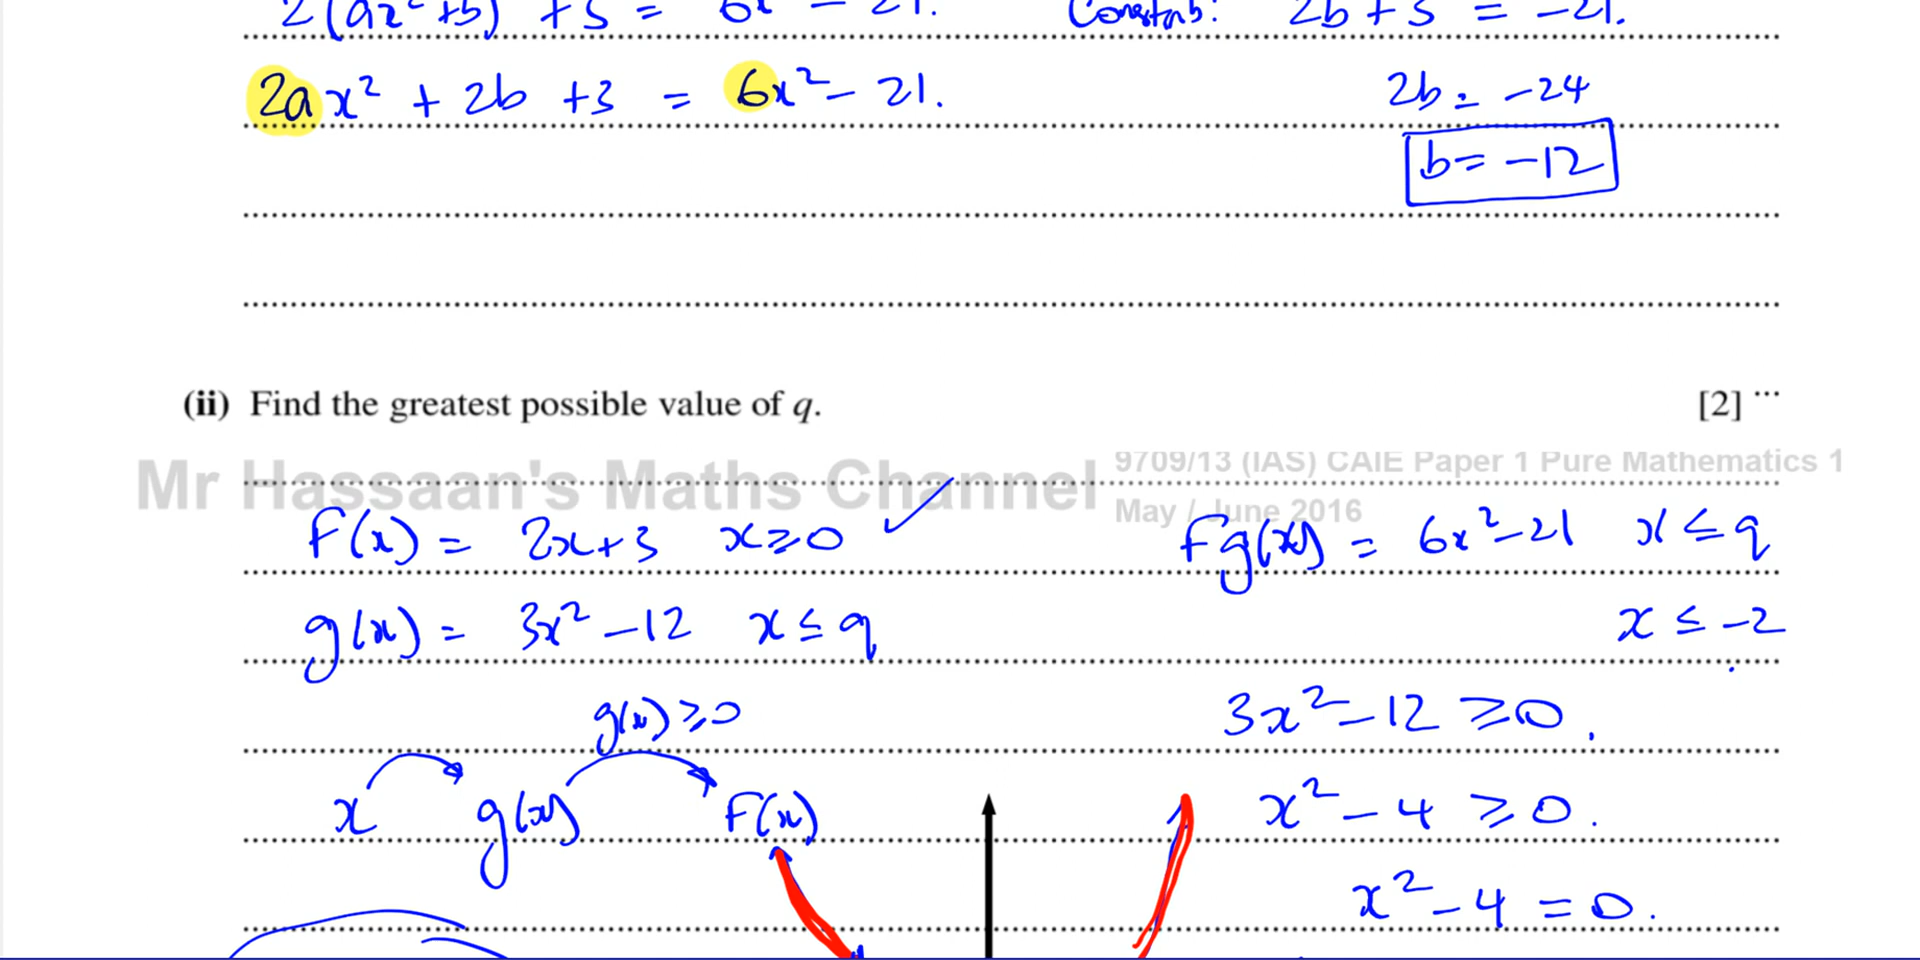 2(ax² + b) + 3 = 6x² - 21. Constnts: 2b + 3 = -21.
2ax² + 2b + 3 = 6x² - 21. 2b = -24
b = -12
(ii) Find the greatest possible value of q. [2] ...
Mr Hassaan's Maths Channel 9709/13 (IAS) CAIE Paper 1 Pure Mathematics 1
May / June 2016
F(x) = 2x+3 x≥0 ✓ Fg(x) = 6x²-21 x ≤ q
g(x) = 3x² - 12 x ≤ q x ≤ -2
g(x) ≥ 0 3x² - 12 ≥ 0.
x g(x) F(x) x² - 4 ≥ 0.
x² - 4 = 0.